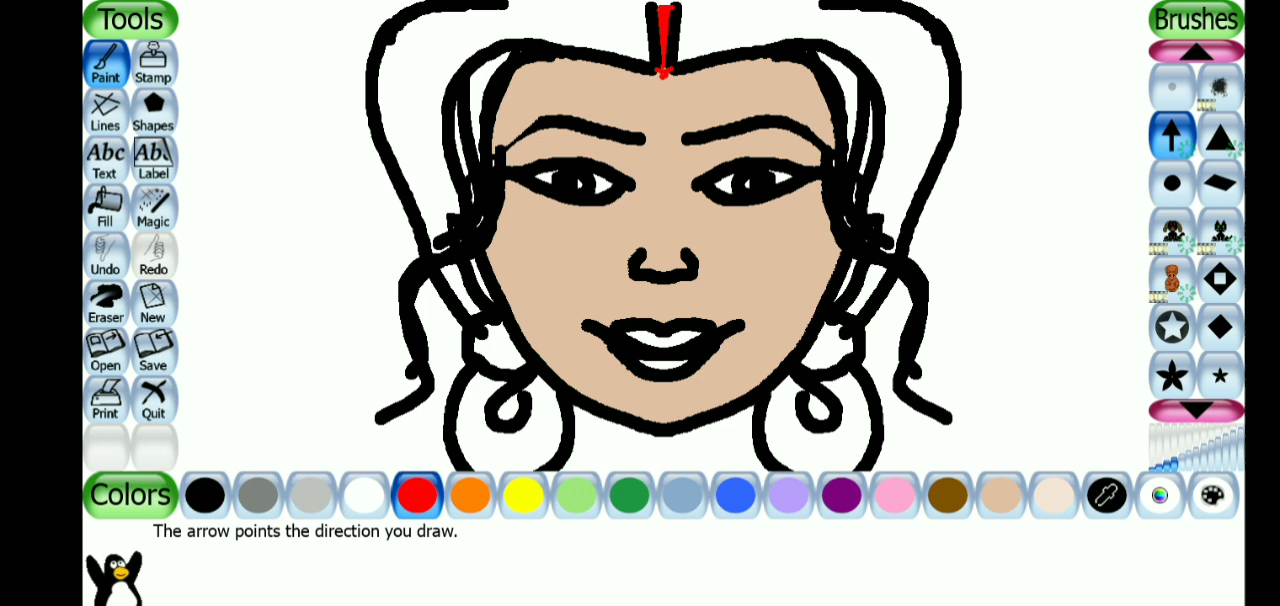 Tools
Brushes
Paint
Stamp
Lines
Shapes
Abc
Abc
Text
Label
Fill
Magic
Undo
Redo
Eraser
New
Open
Save
Print
Quit
Colors
The arrow points the direction you draw.